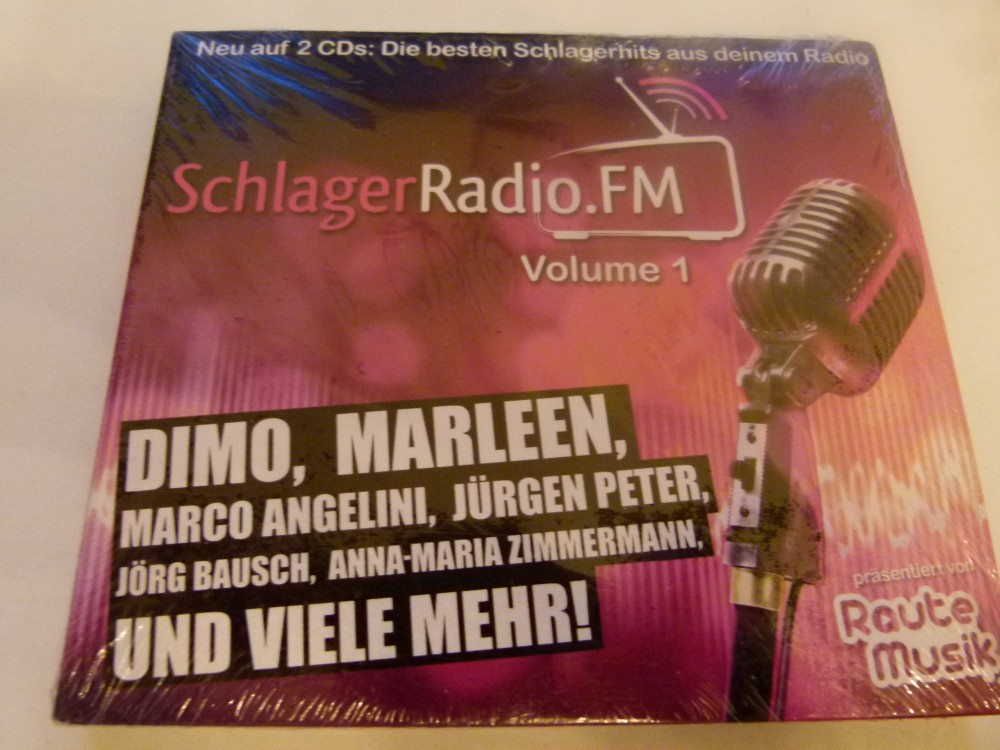 Neu auf 2 CDs: Die besten Schlagerhits aus deinem Radio
SchlagerRadio.FM
Volume 1
DIMO, MARLEEN,
MARCO ANGELINI, JÜRGEN PETER,
JÖRG BAUSCH, ANNA-MARIA ZIMMERMANN,
UND VIELE MEHR!
präsentiert von
Raute
Musik